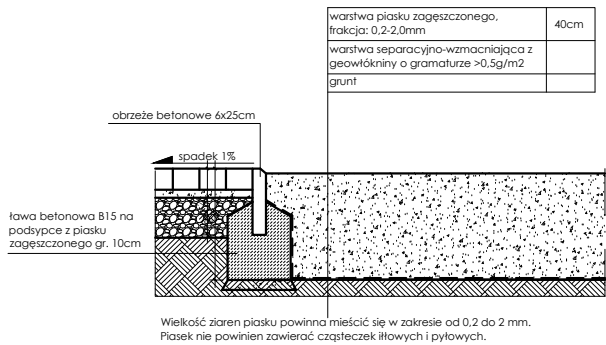 warstwa piasku zagęszczonego,
frakcja: 0,2-2,0mm
40cm
warstwa separacyjno-wzmacniająca z
geowłókniny o gramaturze >0,5g/m2
grunt
obrzeże betonowe 6x25cm
spadek 1%
ława betonowa B15 na
podsypce z piasku
zagęszczonego gr. 10cm
Wielkość ziaren piasku powinna mieścić się w zakresie od 0,2 do 2 mm.
Piasek nie powinien zawierać cząsteczek iłłowych i pyłowych.